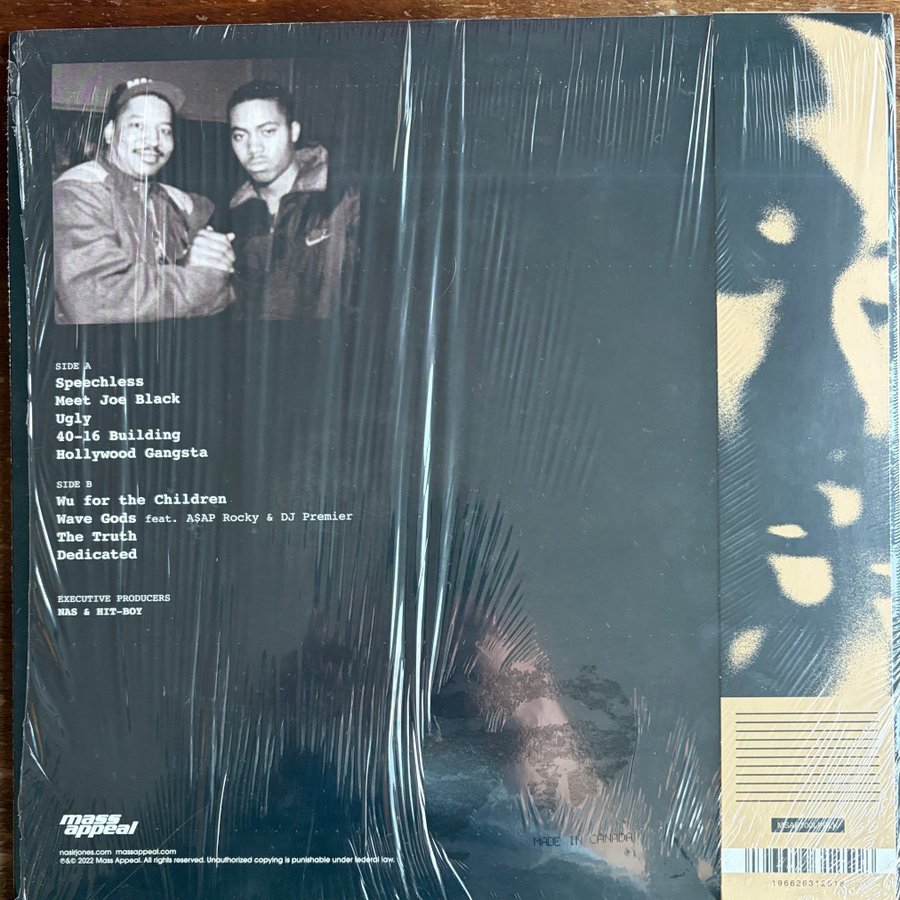 SIDE A
Speechless
Meet Joe Black
Ugly
40-16 Building
Hollywood Gangsta
SIDE B
Wu for the Children
Wave Gods feat. A$AP Rocky & DJ Premier
The Truth
Dedicated
EXECUTIVE PRODUCERS
NAS & HIT-BOY
mass
appeal
nasirjones.com massappeal.com
℗&© 2022 Mass Appeal. All rights reserved. Unauthorized copying is punishable under federal law.
MADE IN CANADA